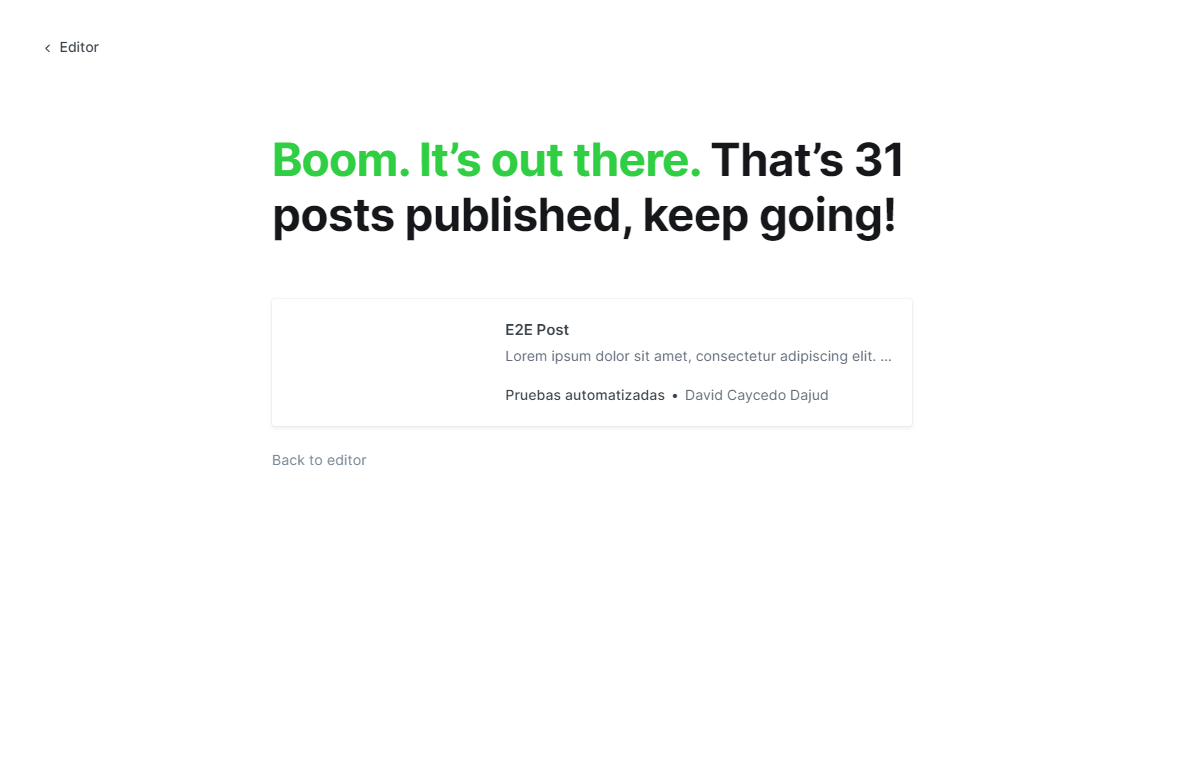 Editor
Boom. It’s out there. That’s 31
posts published, keep going!
E2E Post
Lorem ipsum dolor sit amet, consectetur adipiscing elit. ...
Pruebas automatizadas • David Caycedo Dajud
Back to editor